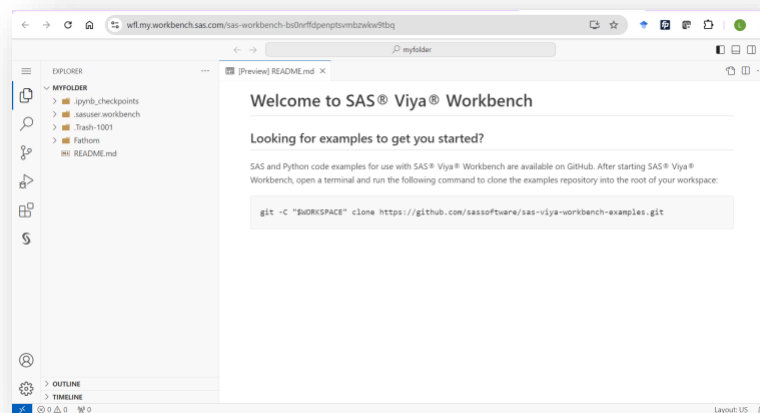 wfl.my.workbench.sas.com/sas-workbench-bs0nrffdpenptsvmbzwkw9tbq
myfolder
EXPLORER
MYFOLDER
.ipynb_checkpoints
.sasuser.workbench
.Trash-1001
Fathom
README.md
[Preview] README.md
Welcome to SAS® Viya® Workbench
Looking for examples to get you started?
SAS and Python code examples for use with SAS® Viya® Workbench are available on GitHub. After starting SAS® Viya®
Workbench, open a terminal and run the following command to clone the examples repository into the root of your workspace:
git -C "$WORKSPACE" clone https://github.com/sassoftware/sas-viya-workbench-examples.git
OUTLINE
TIMELINE
0 0 0
Layout: US